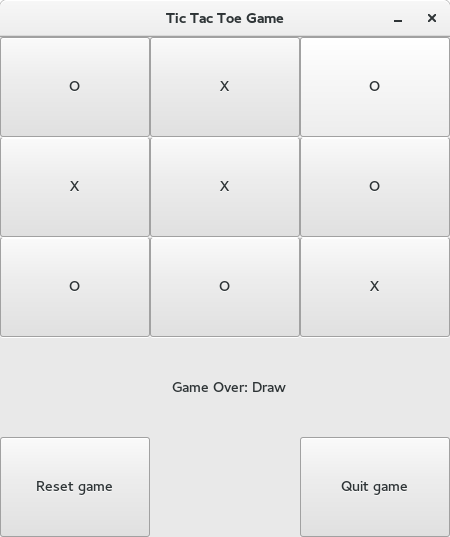 Tic Tac Toe Game
O X O
X X O
O O X
Game Over: Draw
Reset game Quit game